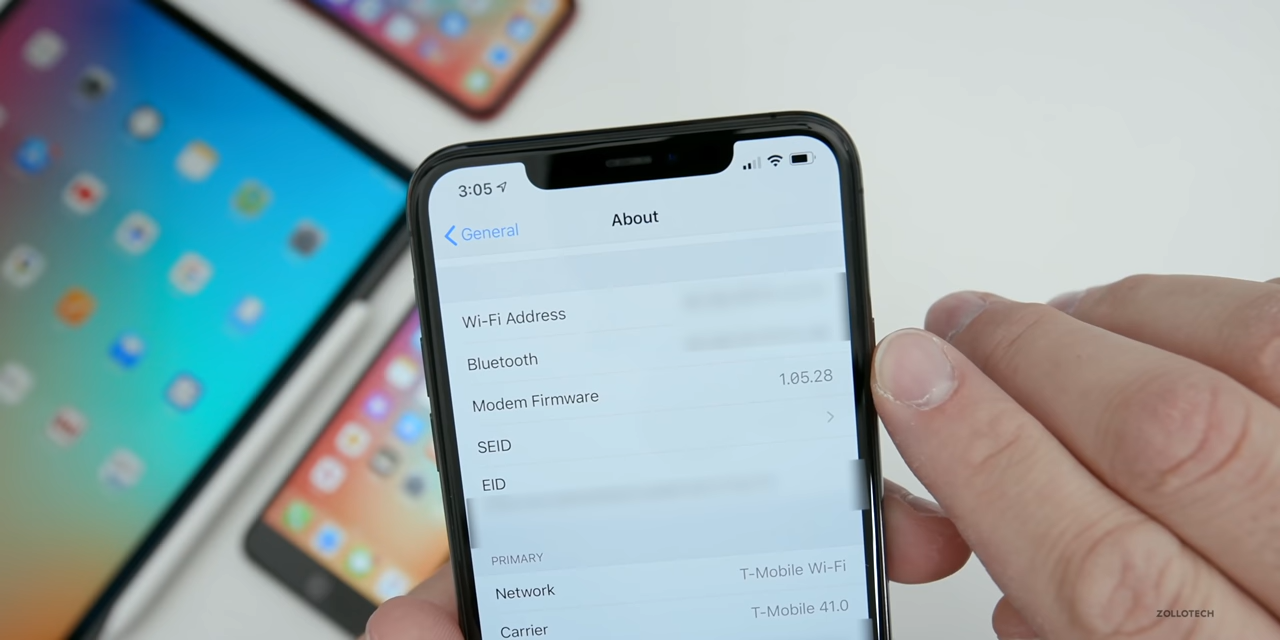 3:05
General
About
Wi-Fi Address
Bluetooth
Modem Firmware 1.05.28
SEID
EID
PRIMARY
Network T-Mobile Wi-Fi
Carrier T-Mobile 41.0
ZOLLOTECH